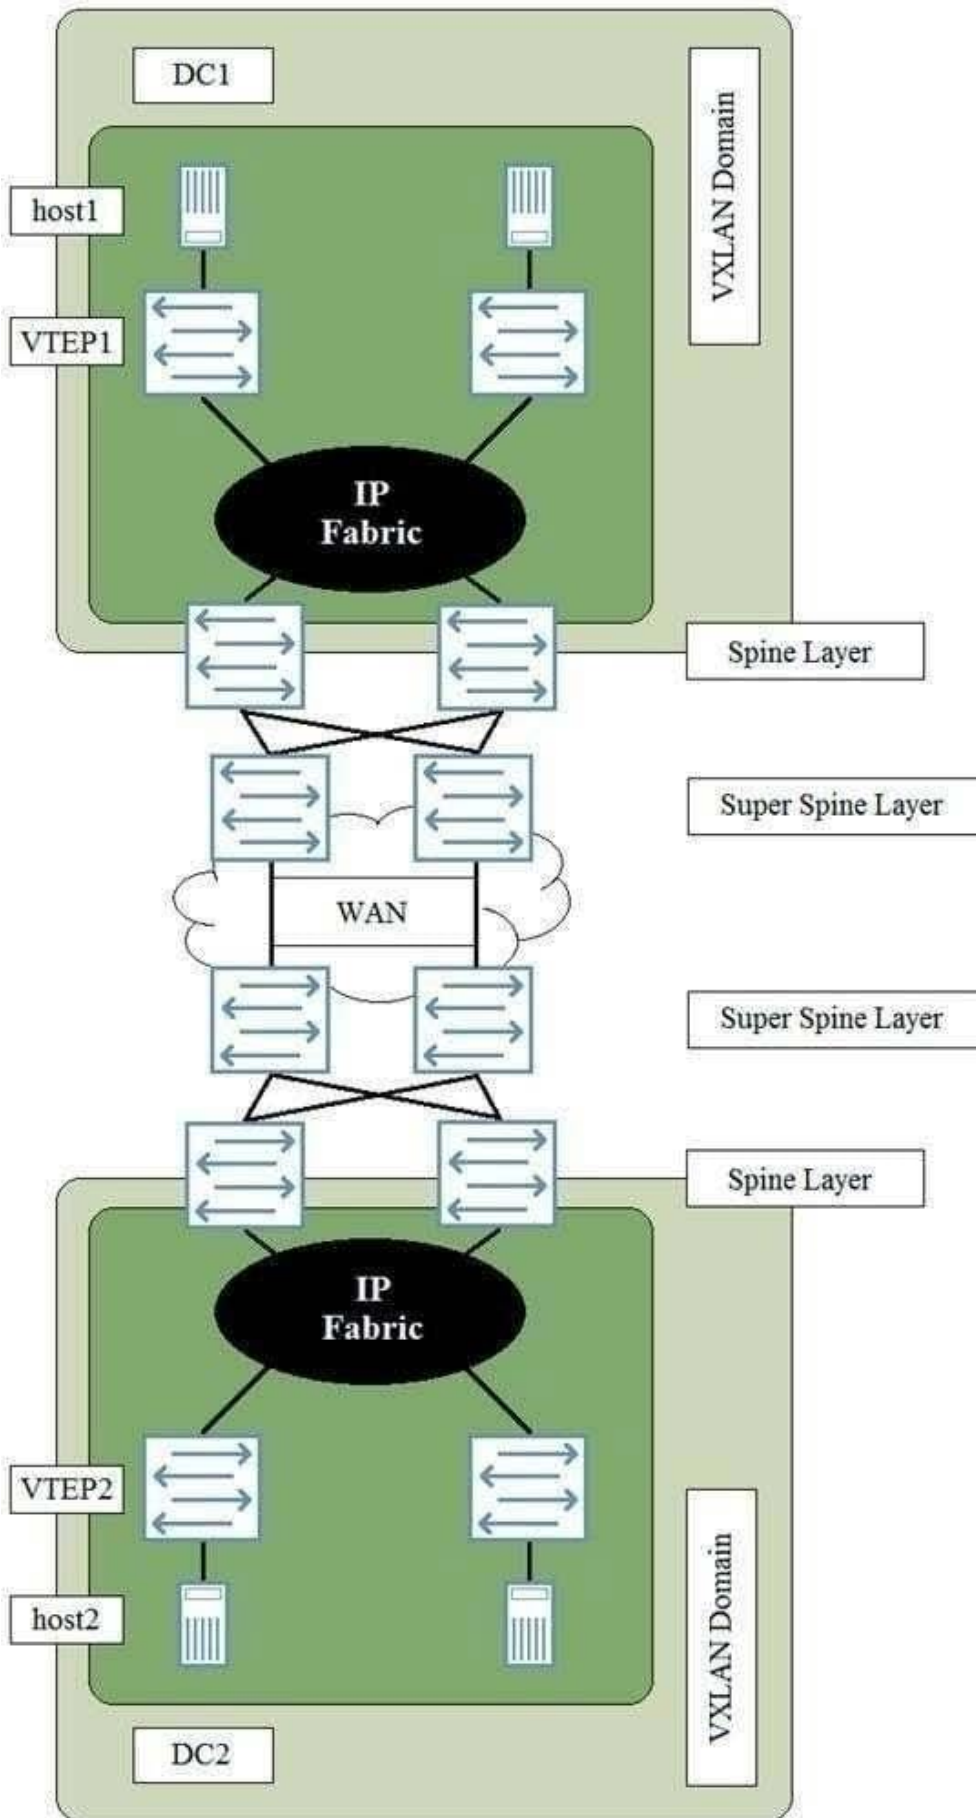 DC1
VXLAN Domain
host1
VTEP1
IP
Fabric
Spine Layer
Super Spine Layer
WAN
Super Spine Layer
Spine Layer
IP
Fabric
VTEP2
host2
VXLAN Domain
DC2